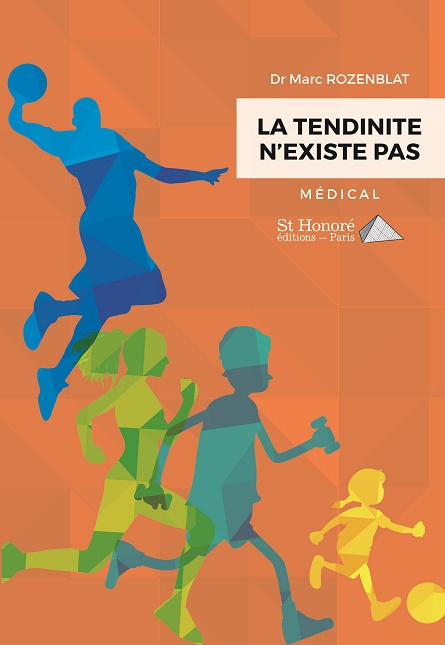 Dr Marc ROZENBLAT
LA TENDINITE
N'EXISTE PAS
MÉDICAL
St Honoré
éditions — Paris